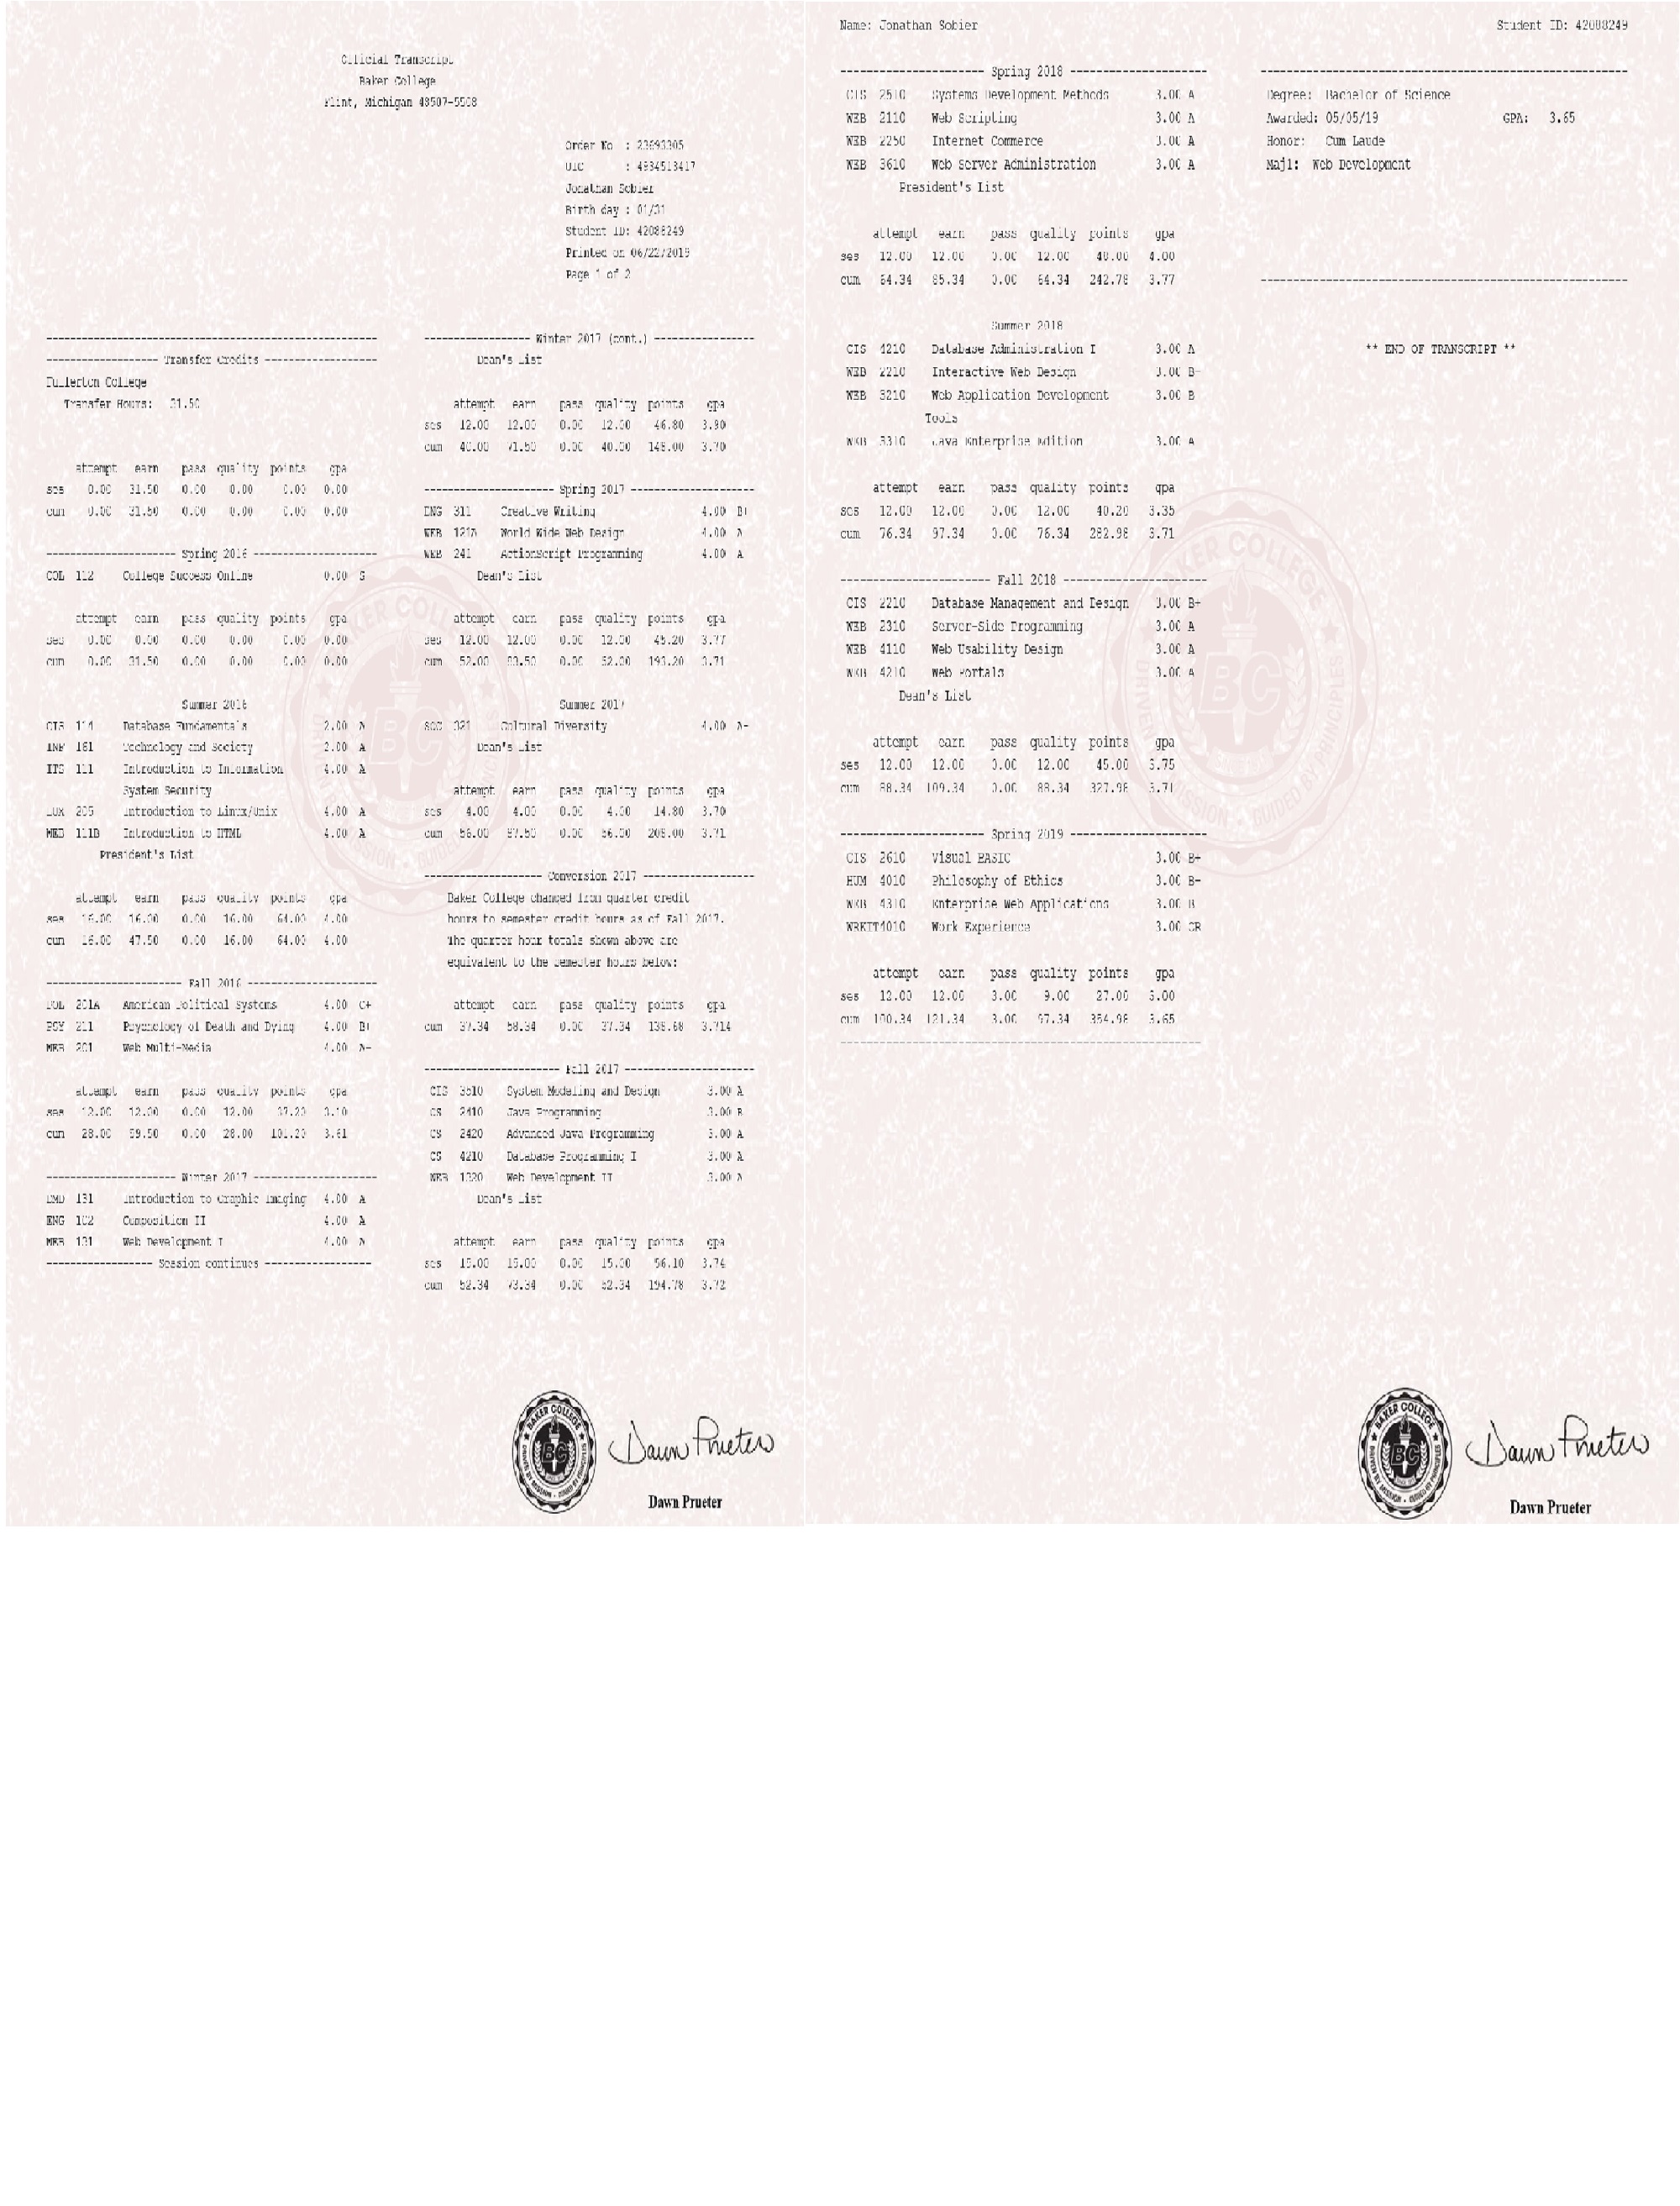 Official Transcript
Baker College
Flint, Michigan 48507-5508
Order No : 23693305
UIC : 4934513417
Jonathan Sobier
Birth day : 01/31
Student ID: 42088249
Printed on 06/22/2019
Page 1 of 2
------------------- Transfer Credits -------------------
Fullerton College
Transfer Hours: 31.50
attempt earn pass quality points gpa
ses 0.00 31.50 0.00 0.00 0.00 0.00
cum 0.00 31.50 0.00 0.00 0.00 0.00
---------------------- Spring 2016 ---------------------
COL 112 College Success Online 0.00 S
attempt earn pass quality points gpa
ses 0.00 0.00 0.00 0.00 0.00 0.00
cum 0.00 31.50 0.00 0.00 0.00 0.00
Summer 2016
CIS 114 Database Fundamentals 2.00 A
INF 161 Technology and Society 2.00 A
ITS 111 Introduction to Information 4.00 A
System Security
LUX 205 Introduction to Linux/Unix 4.00 A
WEB 111B Introduction to HTML 4.00 A
President's List
attempt earn pass quality points gpa
ses 16.00 16.00 0.00 16.00 64.00 4.00
cum 16.00 47.50 0.00 16.00 64.00 4.00
----------------------- Fall 2016 ----------------------
POL 201A American Political Systems 4.00 C+
PSY 211 Psychology of Death and Dying 4.00 B+
WEB 201 Web Multi-Media 4.00 A-
attempt earn pass quality points gpa
ses 12.00 12.00 0.00 12.00 37.20 3.10
cum 28.00 59.50 0.00 28.00 101.20 3.61
---------------------- Winter 2017 ---------------------
DMD 131 Introduction to Graphic Imaging 4.00 A
ENG 102 Composition II 4.00 A
WEB 131 Web Development I 4.00 A
------------------ Session continues ------------------
------------------ Winter 2017 (cont.) -----------------
Dean's List
attempt earn pass quality points gpa
ses 12.00 12.00 0.00 12.00 46.80 3.90
cum 40.00 71.50 0.00 40.00 148.00 3.70
---------------------- Spring 2017 ---------------------
ENG 311 Creative Writing 4.00 B+
WEB 121A World Wide Web Design 4.00 A
WEB 241 ActionScript Programming 4.00 A
Dean's List
attempt earn pass quality points gpa
ses 12.00 12.00 0.00 12.00 45.20 3.77
cum 52.00 83.50 0.00 52.00 193.20 3.71
Summer 2017
SOC 321 Cultural Diversity 4.00 A-
Dean's List
attempt earn pass quality points gpa
ses 4.00 4.00 0.00 4.00 14.80 3.70
cum 56.00 87.50 0.00 56.00 208.00 3.71
-------------------- Conversion 2017 -------------------
Baker College changed from quarter credit
hours to semester credit hours as of Fall 2017.
The quarter hour totals shown above are
equivalent to the semester hours below:
attempt earn pass quality points gpa
cum 37.34 58.34 0.00 37.34 138.68 3.714
----------------------- Fall 2017 ----------------------
CIS 3510 System Modeling and Design 3.00 A
CS 2410 Java Programming 3.00 B
CS 2420 Advanced Java Programming 3.00 A
CS 4210 Database Programming I 3.00 A
WEB 1320 Web Development II 3.00 A
Dean's List
attempt earn pass quality points gpa
ses 15.00 15.00 0.00 15.00 56.10 3.74
cum 52.34 73.34 0.00 52.34 194.78 3.72
BAKER COLLEGE
BC
Dawn Prueter
Dawn Prueter
Name: Jonathan Sobier Student ID: 42088249
---------------------- Spring 2018 ---------------------
CIS 2510 Systems Development Methods 3.00 A
WEB 2110 Web Scripting 3.00 A
WEB 2250 Internet Commerce 3.00 A
WEB 3610 Web Server Administration 3.00 A
President's List
attempt earn pass quality points gpa
ses 12.00 12.00 0.00 12.00 48.00 4.00
cum 64.34 85.34 0.00 64.34 242.78 3.77
Summer 2018
CIS 4210 Database Administration I 3.00 A
WEB 2210 Interactive Web Design 3.00 B-
WEB 3210 Web Application Development 3.00 B
Tools
WEB 3310 Java Enterprise Edition 3.00 A
attempt earn pass quality points gpa
ses 12.00 12.00 0.00 12.00 40.20 3.35
cum 76.34 97.34 0.00 76.34 282.98 3.71
----------------------- Fall 2018 ----------------------
CIS 2210 Database Management and Design 3.00 B+
WEB 2310 Server-Side Programming 3.00 A
WEB 4110 Web Usability Design 3.00 A
WEB 4210 Web Portals 3.00 A
Dean's List
attempt earn pass quality points gpa
ses 12.00 12.00 0.00 12.00 45.00 3.75
cum 88.34 109.34 0.00 88.34 327.98 3.71
---------------------- Spring 2019 ---------------------
CIS 2610 Visual BASIC 3.00 B+
HUM 4010 Philosophy of Ethics 3.00 B-
WEB 4310 Enterprise Web Applications 3.00 B
WRKIT4010 Work Experience 3.00 CR
attempt earn pass quality points gpa
ses 12.00 12.00 3.00 9.00 27.00 3.00
cum 100.34 121.34 3.00 97.34 354.98 3.65
Degree: Bachelor of Science
Awarded: 05/05/19 GPA: 3.65
Honor: Cum Laude
Maj1: Web Development
** END OF TRANSCRIPT **
BAKER COLLEGE
BC
Dawn Prueter
Dawn Prueter